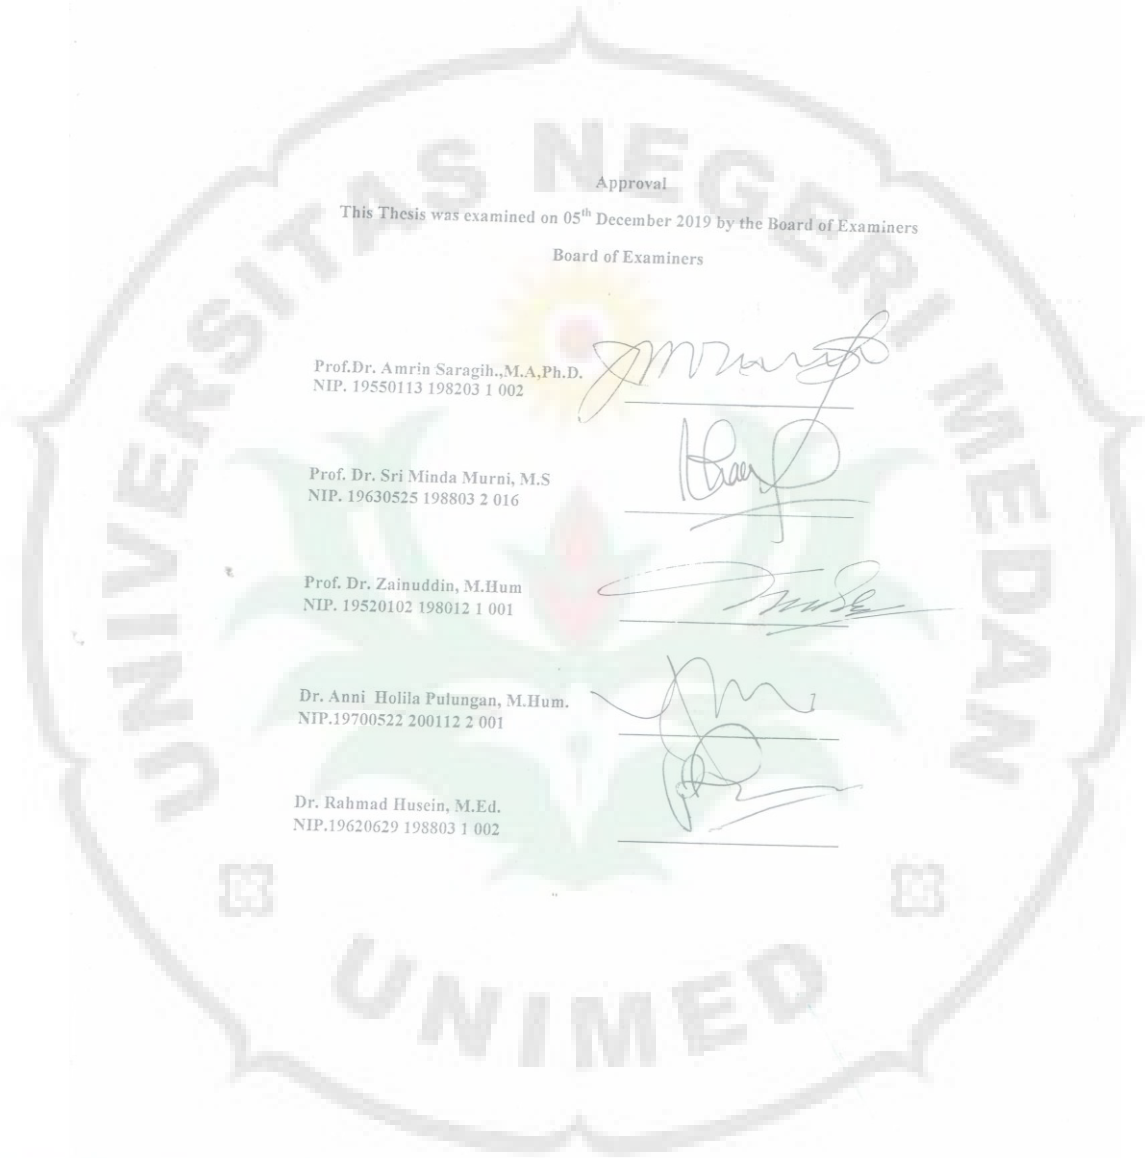 UNIVERSITAS NEGERI MEDAN
Approval
This Thesis was examined on 05th December 2019 by the Board of Examiners
Board of Examiners
Prof.Dr. Amrin Saragih.,M.A,Ph.D.
NIP. 19550113 198203 1 002
Prof. Dr. Sri Minda Murni, M.S
NIP. 19630525 198803 2 016
Prof. Dr. Zainuddin, M.Hum
NIP. 19520102 198012 1 001
Dr. Anni Holila Pulungan, M.Hum.
NIP.19700522 200112 2 001
Dr. Rahmad Husein, M.Ed.
NIP.19620629 198803 1 002
UNIMED